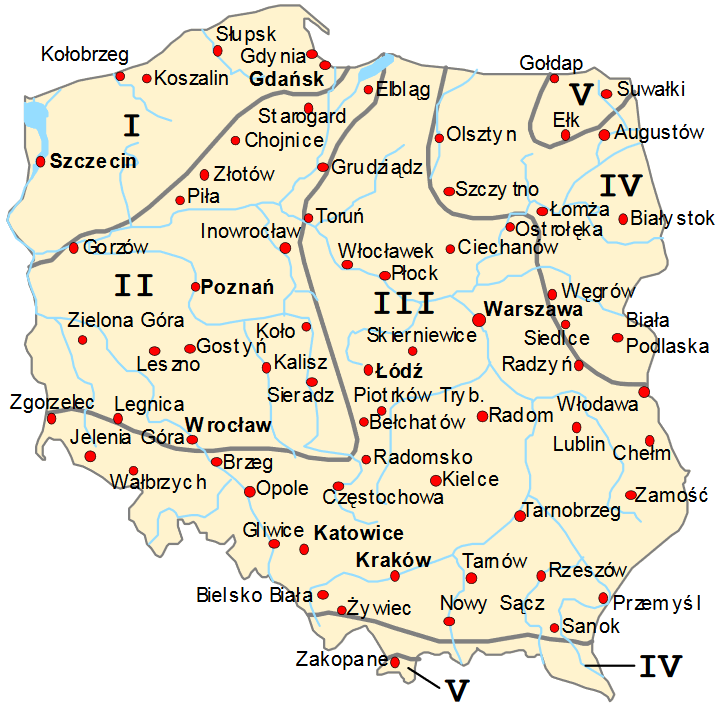 Słupsk
Kołobrzeg
Gdynia
Koszalin
Gdańsk
Elbląg
Gołdap
V
Suwałki
Starogard
I
Chojnice
Olsztyn
Ełk
Augustów
Szczecin
Złotów
Grudziądz
Szczytno
IV
Piła
Toruń
Łomża
Białystok
Ostrołęka
Gorzów
Inowrocław
Włocławek
Ciechanów
Płock
II
Poznań
III
Węgrów
Warszawa
Zielona Góra
Koło
Skierniewice
Siedlce
Biała
Podlaska
Gostyń
Leszno
Kalisz
Łódź
Radzyń
Sieradz
Piotrków Tryb.
Zgorzelec
Legnica
Wrocław
Bełchatów
Radom
Włodawa
Jelenia Góra
Lublin
Chełm
Brzeg
Radomsko
Wałbrzych
Opole
Częstochowa
Kielce
Zamość
Tarnobrzeg
Gliwice
Katowice
Kraków
Tarnów
Rzeszów
Bielsko Biała
Żywiec
Nowy Sącz
Przemyśl
Sanok
Zakopane
V
IV